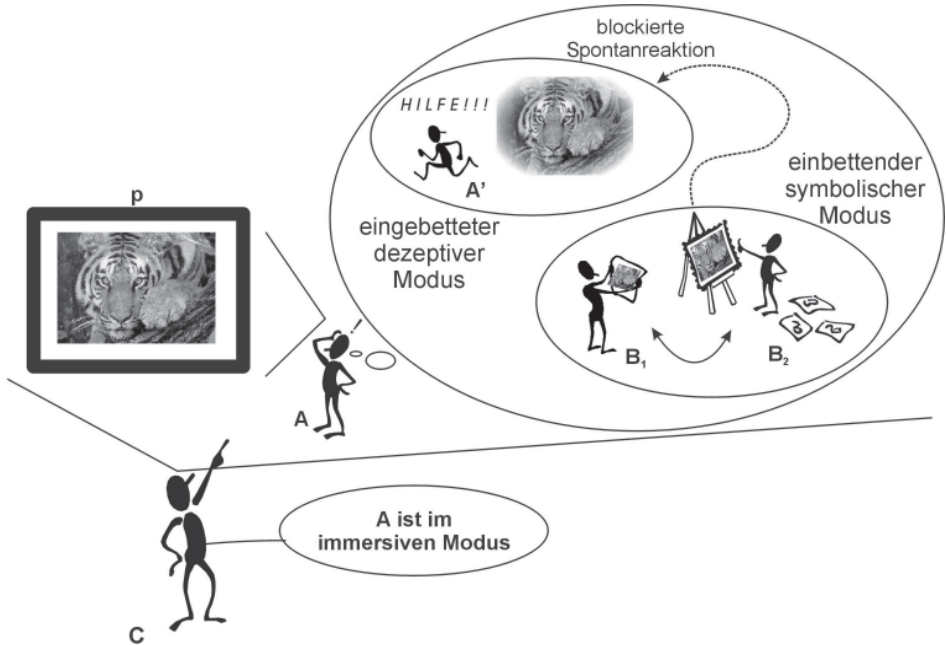 blockierte
Spontanreaktion
HILFE!!!
A’
einbettender
symbolischer
Modus
p
eingebetteter
dezeptiver
Modus
!
B1
B2
A
A ist im
immersiven Modus
C